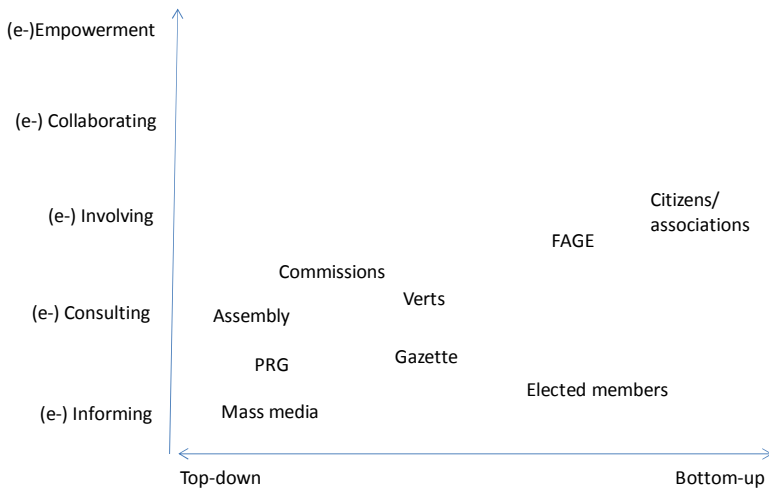 (e-)Empowerment
(e-) Collaborating
Citizens/
associations
(e-) Involving
FAGE
Commissions
Verts
(e-) Consulting
Assembly
Gazette
PRG
Elected members
(e-) Informing
Mass media
Top-down
Bottom-up